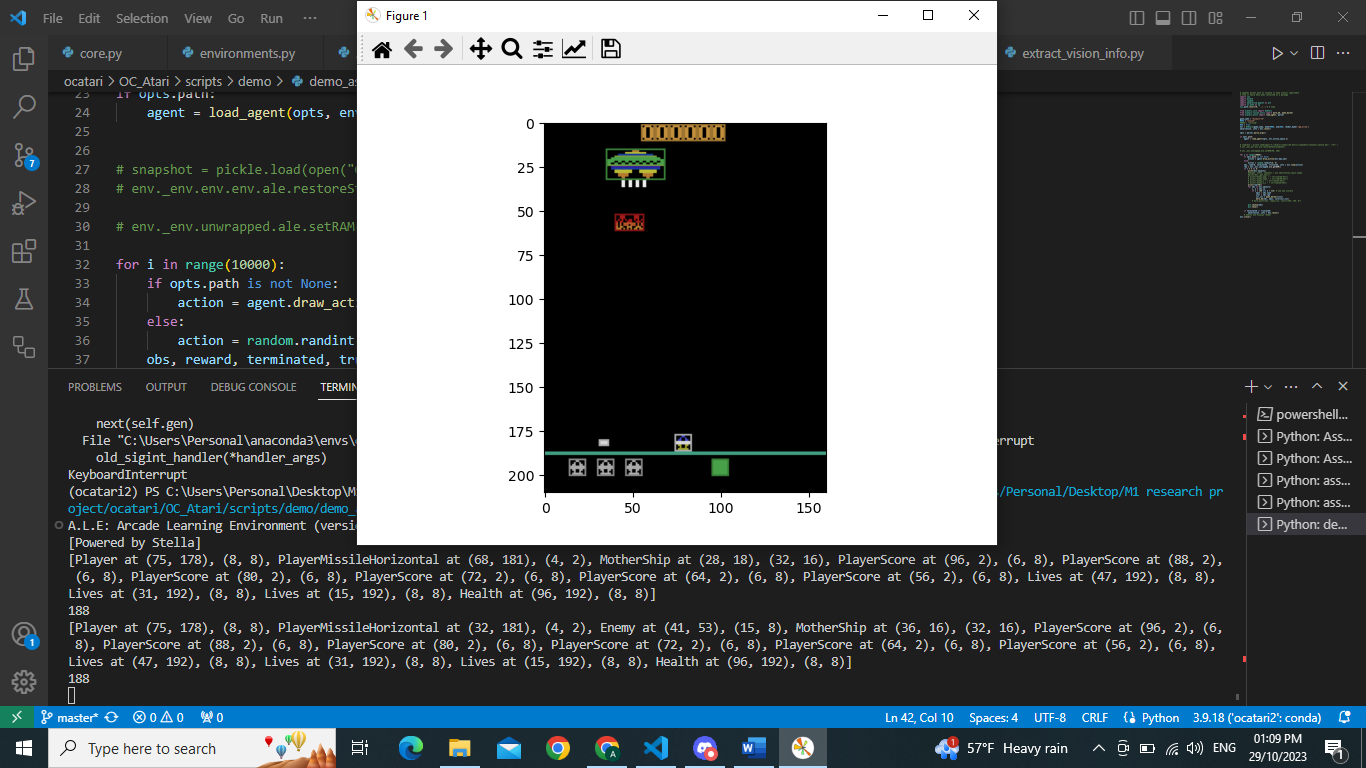 File Edit Selection View Go Run ···
Figure 1
core.py
environments.py
extract_vision_info.py
ocatari > OC_Atari > scripts > demo > demo_as
23 if opts.path:
24 agent = load_agent(opts, env
25
26
27 # snapshot = pickle.load(open("
28 # env._env.env.env.ale.restoreS
29
30 # env._env.unwrapped.ale.setRAM
31
32 for i in range(10000):
33 if opts.path is not None:
34 action = agent.draw_acti
35 else:
36 action = random.randint
37 obs, reward, terminated, tru
0
25
50
75
100
125
150
175
200
0 50 100 150
PROBLEMS OUTPUT DEBUG CONSOLE TERMIN
next(self.gen)
File "C:\Users\Personal\anaconda3\envs\ errupt
old_sigint_handler(*handler_args)
KeyboardInterrupt
(ocatari2) PS C:\Users\Personal\Desktop\M s/Personal/Desktop/M1 research pr
oject/ocatari/OC_Atari/scripts/demo/demo_
A.L.E: Arcade Learning Environment (versio
[Powered by Stella]
[Player at (75, 178), (8, 8), PlayerMissileHorizontal at (68, 181), (4, 2), MotherShip at (28, 18), (32, 16), PlayerScore at (96, 2), (6, 8), PlayerScore at (88, 2),
(6, 8), PlayerScore at (80, 2), (6, 8), PlayerScore at (72, 2), (6, 8), PlayerScore at (64, 2), (6, 8), PlayerScore at (56, 2), (6, 8), Lives at (47, 192), (8, 8),
Lives at (31, 192), (8, 8), Lives at (15, 192), (8, 8), Health at (96, 192), (8, 8)]
188
[Player at (75, 178), (8, 8), PlayerMissileHorizontal at (32, 181), (4, 2), Enemy at (41, 53), (15, 8), MotherShip at (36, 16), (32, 16), PlayerScore at (96, 2), (6,
8), PlayerScore at (88, 2), (6, 8), PlayerScore at (80, 2), (6, 8), PlayerScore at (72, 2), (6, 8), PlayerScore at (64, 2), (6, 8), PlayerScore at (56, 2), (6, 8),
Lives at (47, 192), (8, 8), Lives at (31, 192), (8, 8), Lives at (15, 192), (8, 8), Health at (96, 192), (8, 8)]
188
powershell...
Python: Ass...
Python: Ass...
Python: ass...
Python: ass...
Python: de...
7
1
master* 0 0 0
Ln 42, Col 10 Spaces: 4 UTF-8 CRLF Python 3.9.18 ('ocatari2': conda)
Type here to search
57°F Heavy rain
ENG
01:09 PM
29/10/2023
1